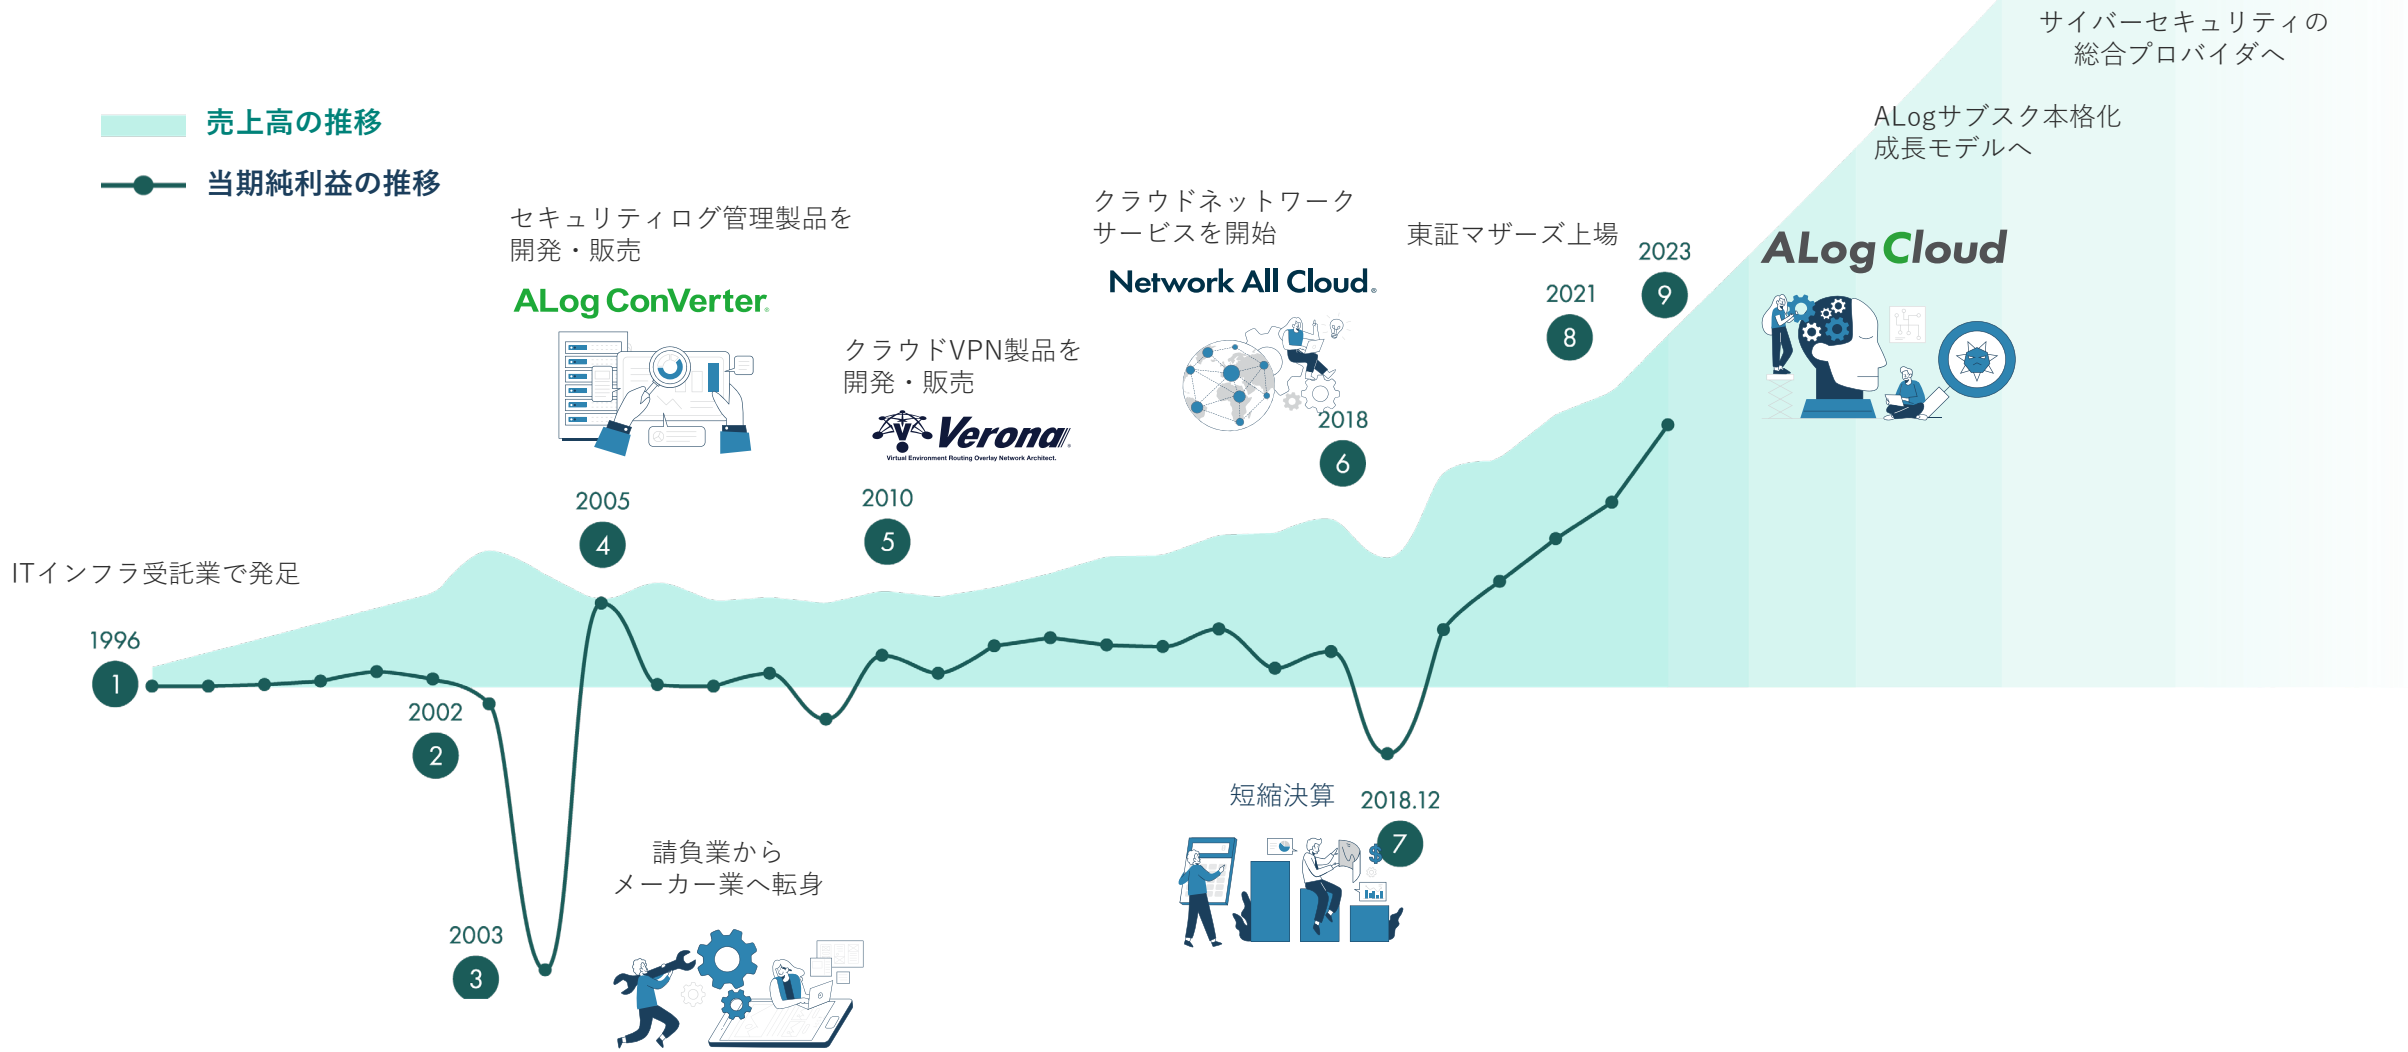 サイバーセキュリティの
総合プロバイダへ
売上高の推移
当期純利益の推移
ALogサブスク本格化
成長モデルへ
ALog Cloud
セキュリティログ管理製品を
開発・販売
ALog ConVerter
クラウドネットワーク
サービスを開始
Network All Cloud.
東証マザーズ上場
2023
9
2021
8
クラウドVPN製品を
開発・販売
Verona
Virtual Environment Routing Overlay Network Architect.
2018
6
2005
4
2010
5
ITインフラ受託業で発足
1996
1
2002
2
短縮決算
2018.12
7
$
請負業から
メーカー業へ転身
2003
3